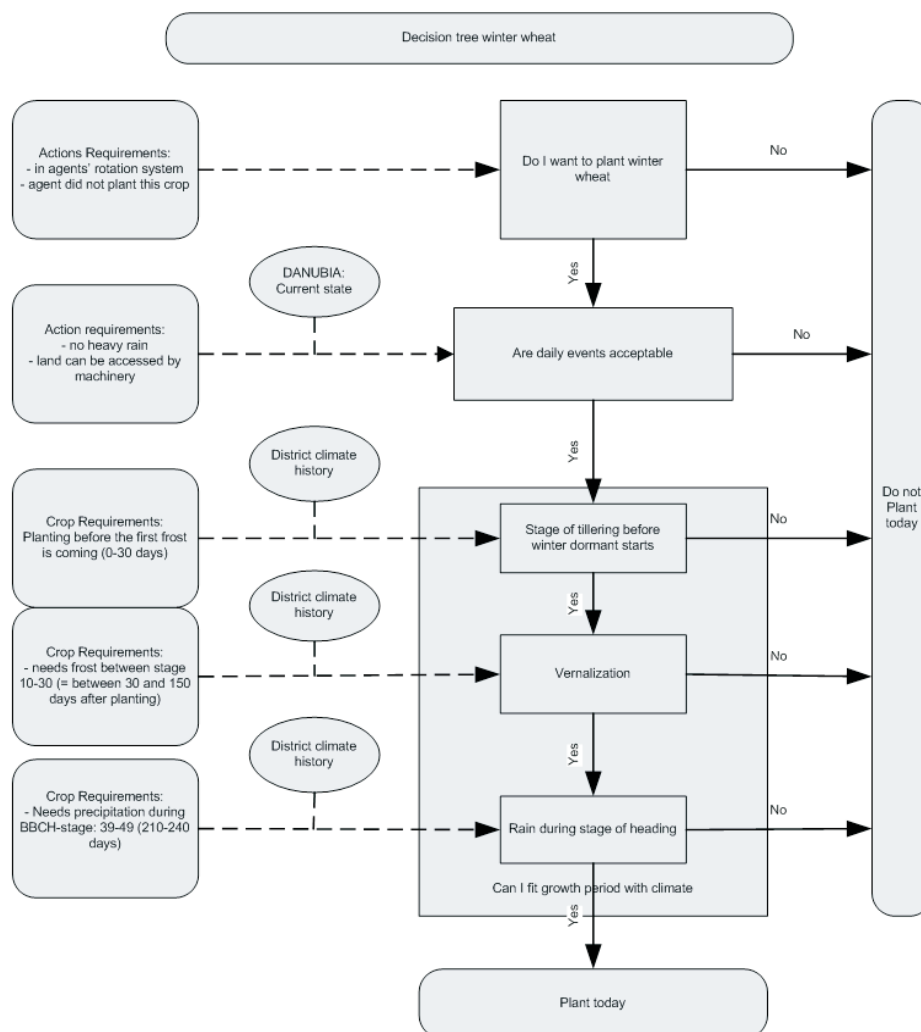 Decision tree winter wheat
Actions Requirements:
- in agents' rotation system
- agent did not plant this crop
Do I want to plant winter
wheat
No
Yes
DANUBIA:
Current state
Action requirements:
- no heavy rain
- land can be accessed by
machinery
Are daily events acceptable
No
Yes
District climate
history
Crop Requirements:
Planting before the first frost
is coming (0-30 days)
Stage of tillering before
winter dormant starts
No
Do not
Plant
today
Yes
District climate
history
Crop Requirements:
- needs frost between stage
10-30 (= between 30 and 150
days after planting)
Vernalization
No
Yes
District climate
history
Crop Requirements:
- Needs precipitation during
BBCH-stage: 39-49 (210-240
days)
Rain during stage of heading
No
Can I fit growth period with climate
Yes
Plant today